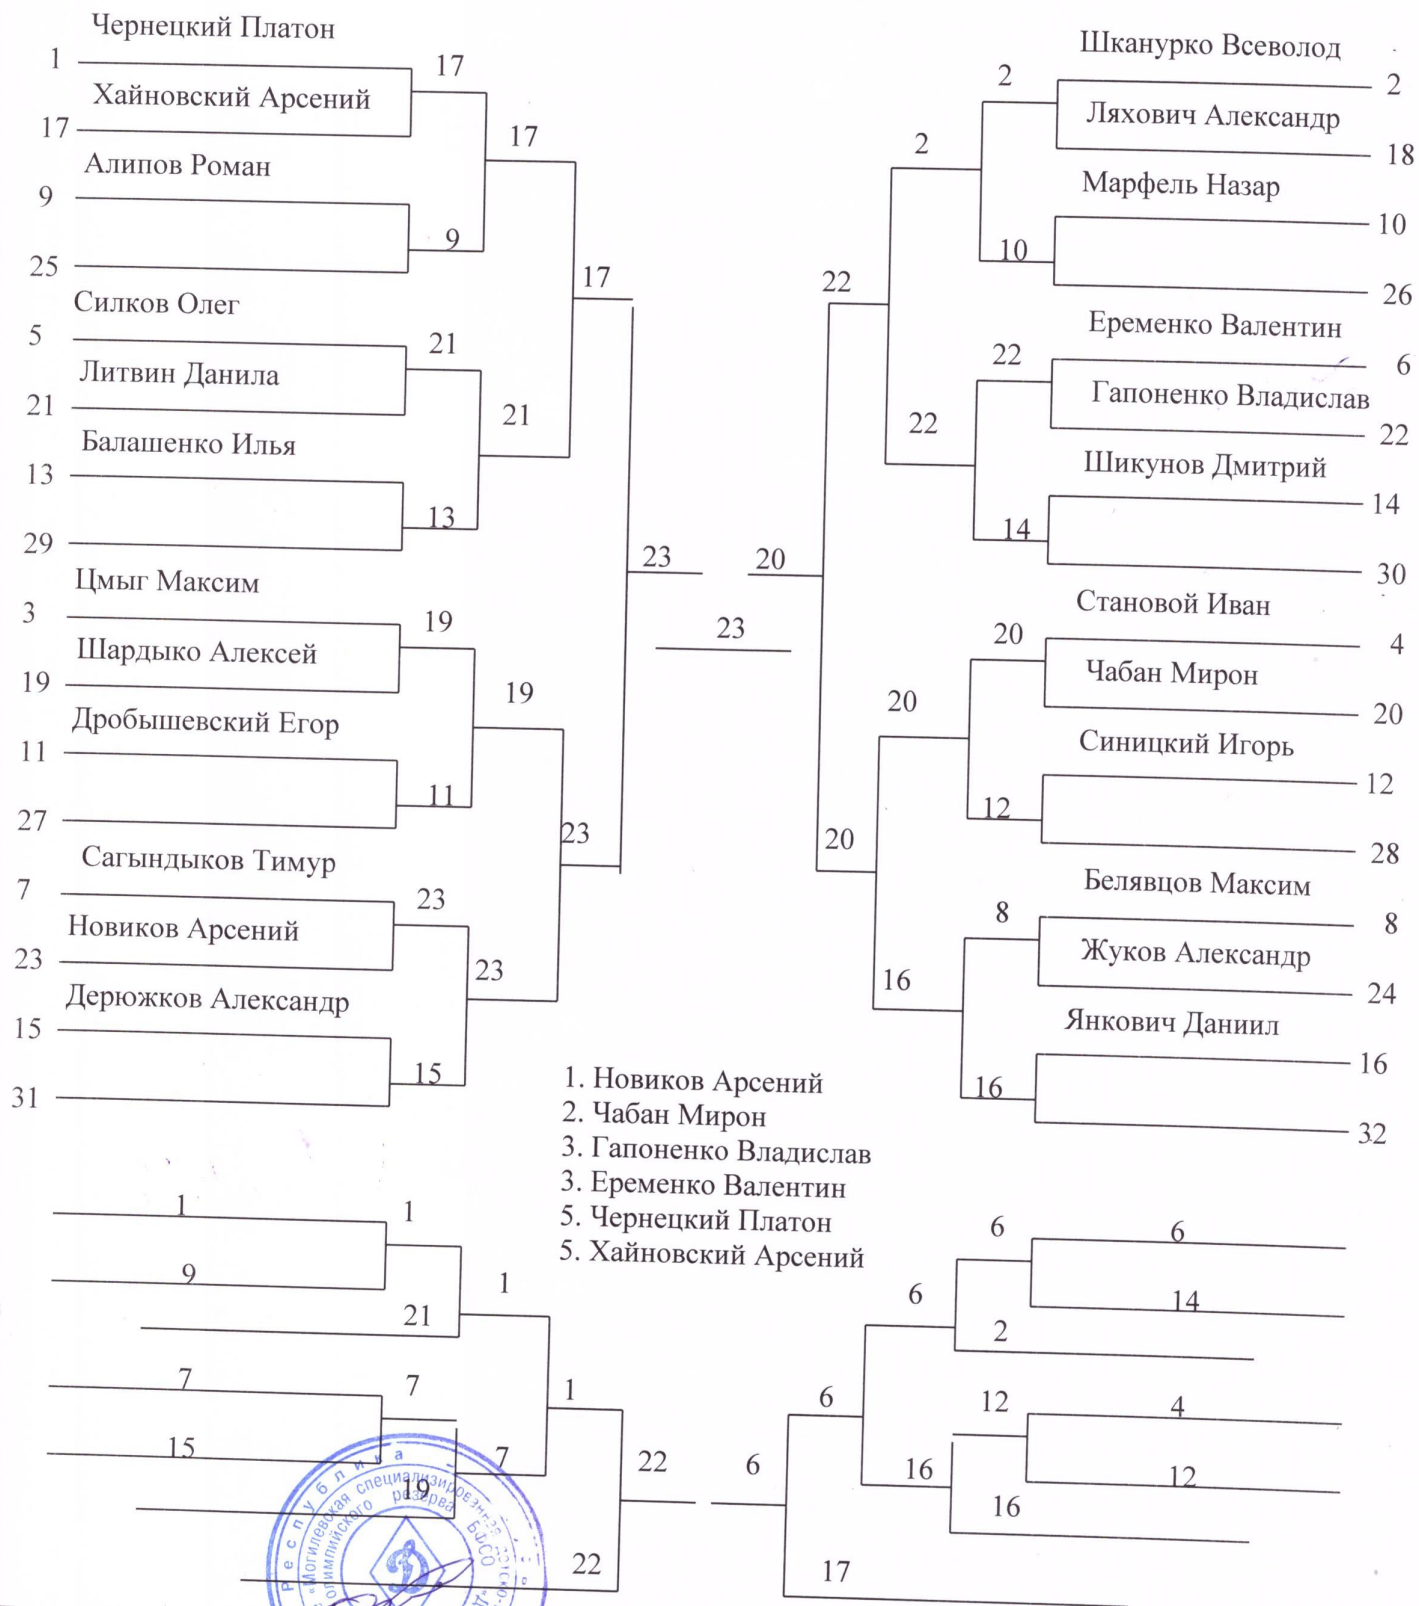 Чернецкий Платон
1
17
Хайновский Арсений
17
17
Алипов Роман
9
9
25
17
Силков Олег
5
21
Литвин Данила
21
21
Балашенко Илья
13
13
29
23
Цмыг Максим
3
19
Шардыко Алексей
19
19
Дробышевский Егор
11
11
27
23
Сагындыков Тимур
7
23
Новиков Арсений
23
23
Дерюжков Александр
15
15
31
23
Шканурко Всеволод
2
2
Ляхович Александр
18
2
Марфель Назар
10
10
26
22
Еременко Валентин
6
22
Гапоненко Владислав
22
22
Шикунов Дмитрий
14
14
30
20
Становой Иван
4
20
Чабан Мирон
20
20
Синицкий Игорь
12
12
28
20
Белявцов Максим
8
8
Жуков Александр
24
16
Янкович Даниил
16
16
32
1. Новиков Арсений
2. Чабан Мирон
3. Гапоненко Владислав
3. Еременко Валентин
5. Чернецкий Платон
5. Хайновский Арсений
1
1
9
1
21
7
7
1
15
7
19
22
22
6
6
14
6
2
6
12
4
12
16
16
6
17
Республика
Могилевская специализированная
олимпийского резерва БФСО